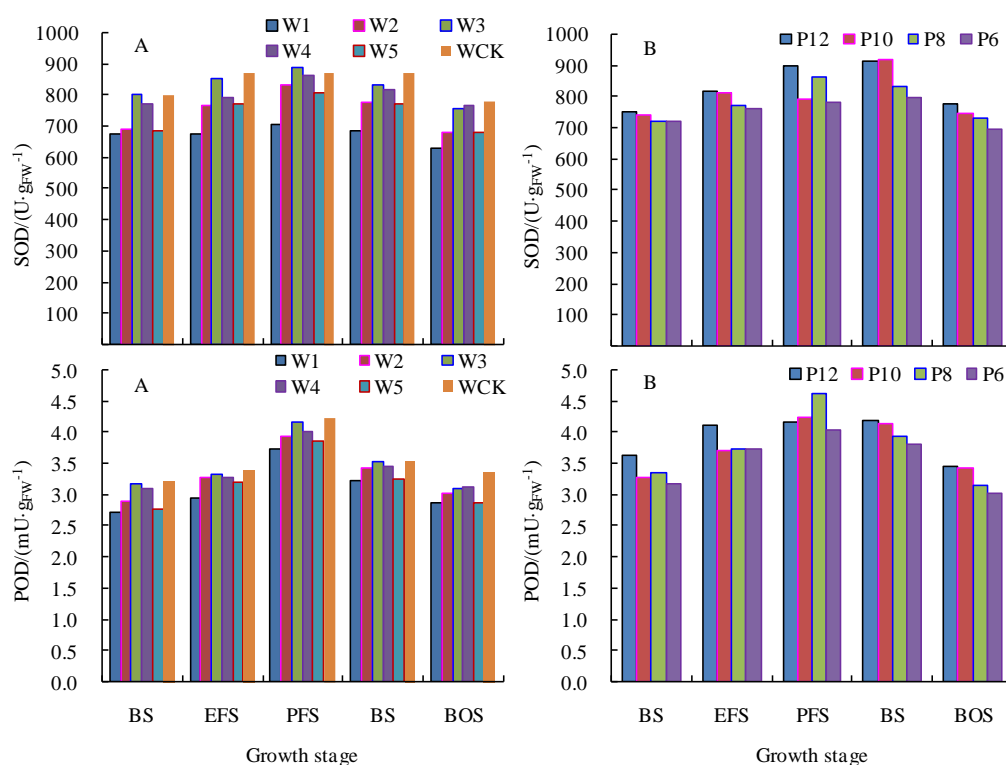 W1 W2 W3
W4 W5 WCK
A
1000
900
800
700
600
500
400
300
200
100
SOD/(U·gFW⁻¹)
P12 P10 P8 P6
B
1000
900
800
700
600
500
400
300
200
100
SOD/(U·gFW⁻¹)
W1 W2 W3
W4 W5 WCK
A
5.0
4.5
4.0
3.5
3.0
2.5
2.0
1.5
1.0
0.5
0.0
POD/(mU·gFW⁻¹)
BS EFS PFS BS BOS
Growth stage
P12 P10 P8 P6
B
5.0
4.5
4.0
3.5
3.0
2.5
2.0
1.5
1.0
0.5
0.0
POD/(mU·gFW⁻¹)
BS EFS PFS BS BOS
Growth stage